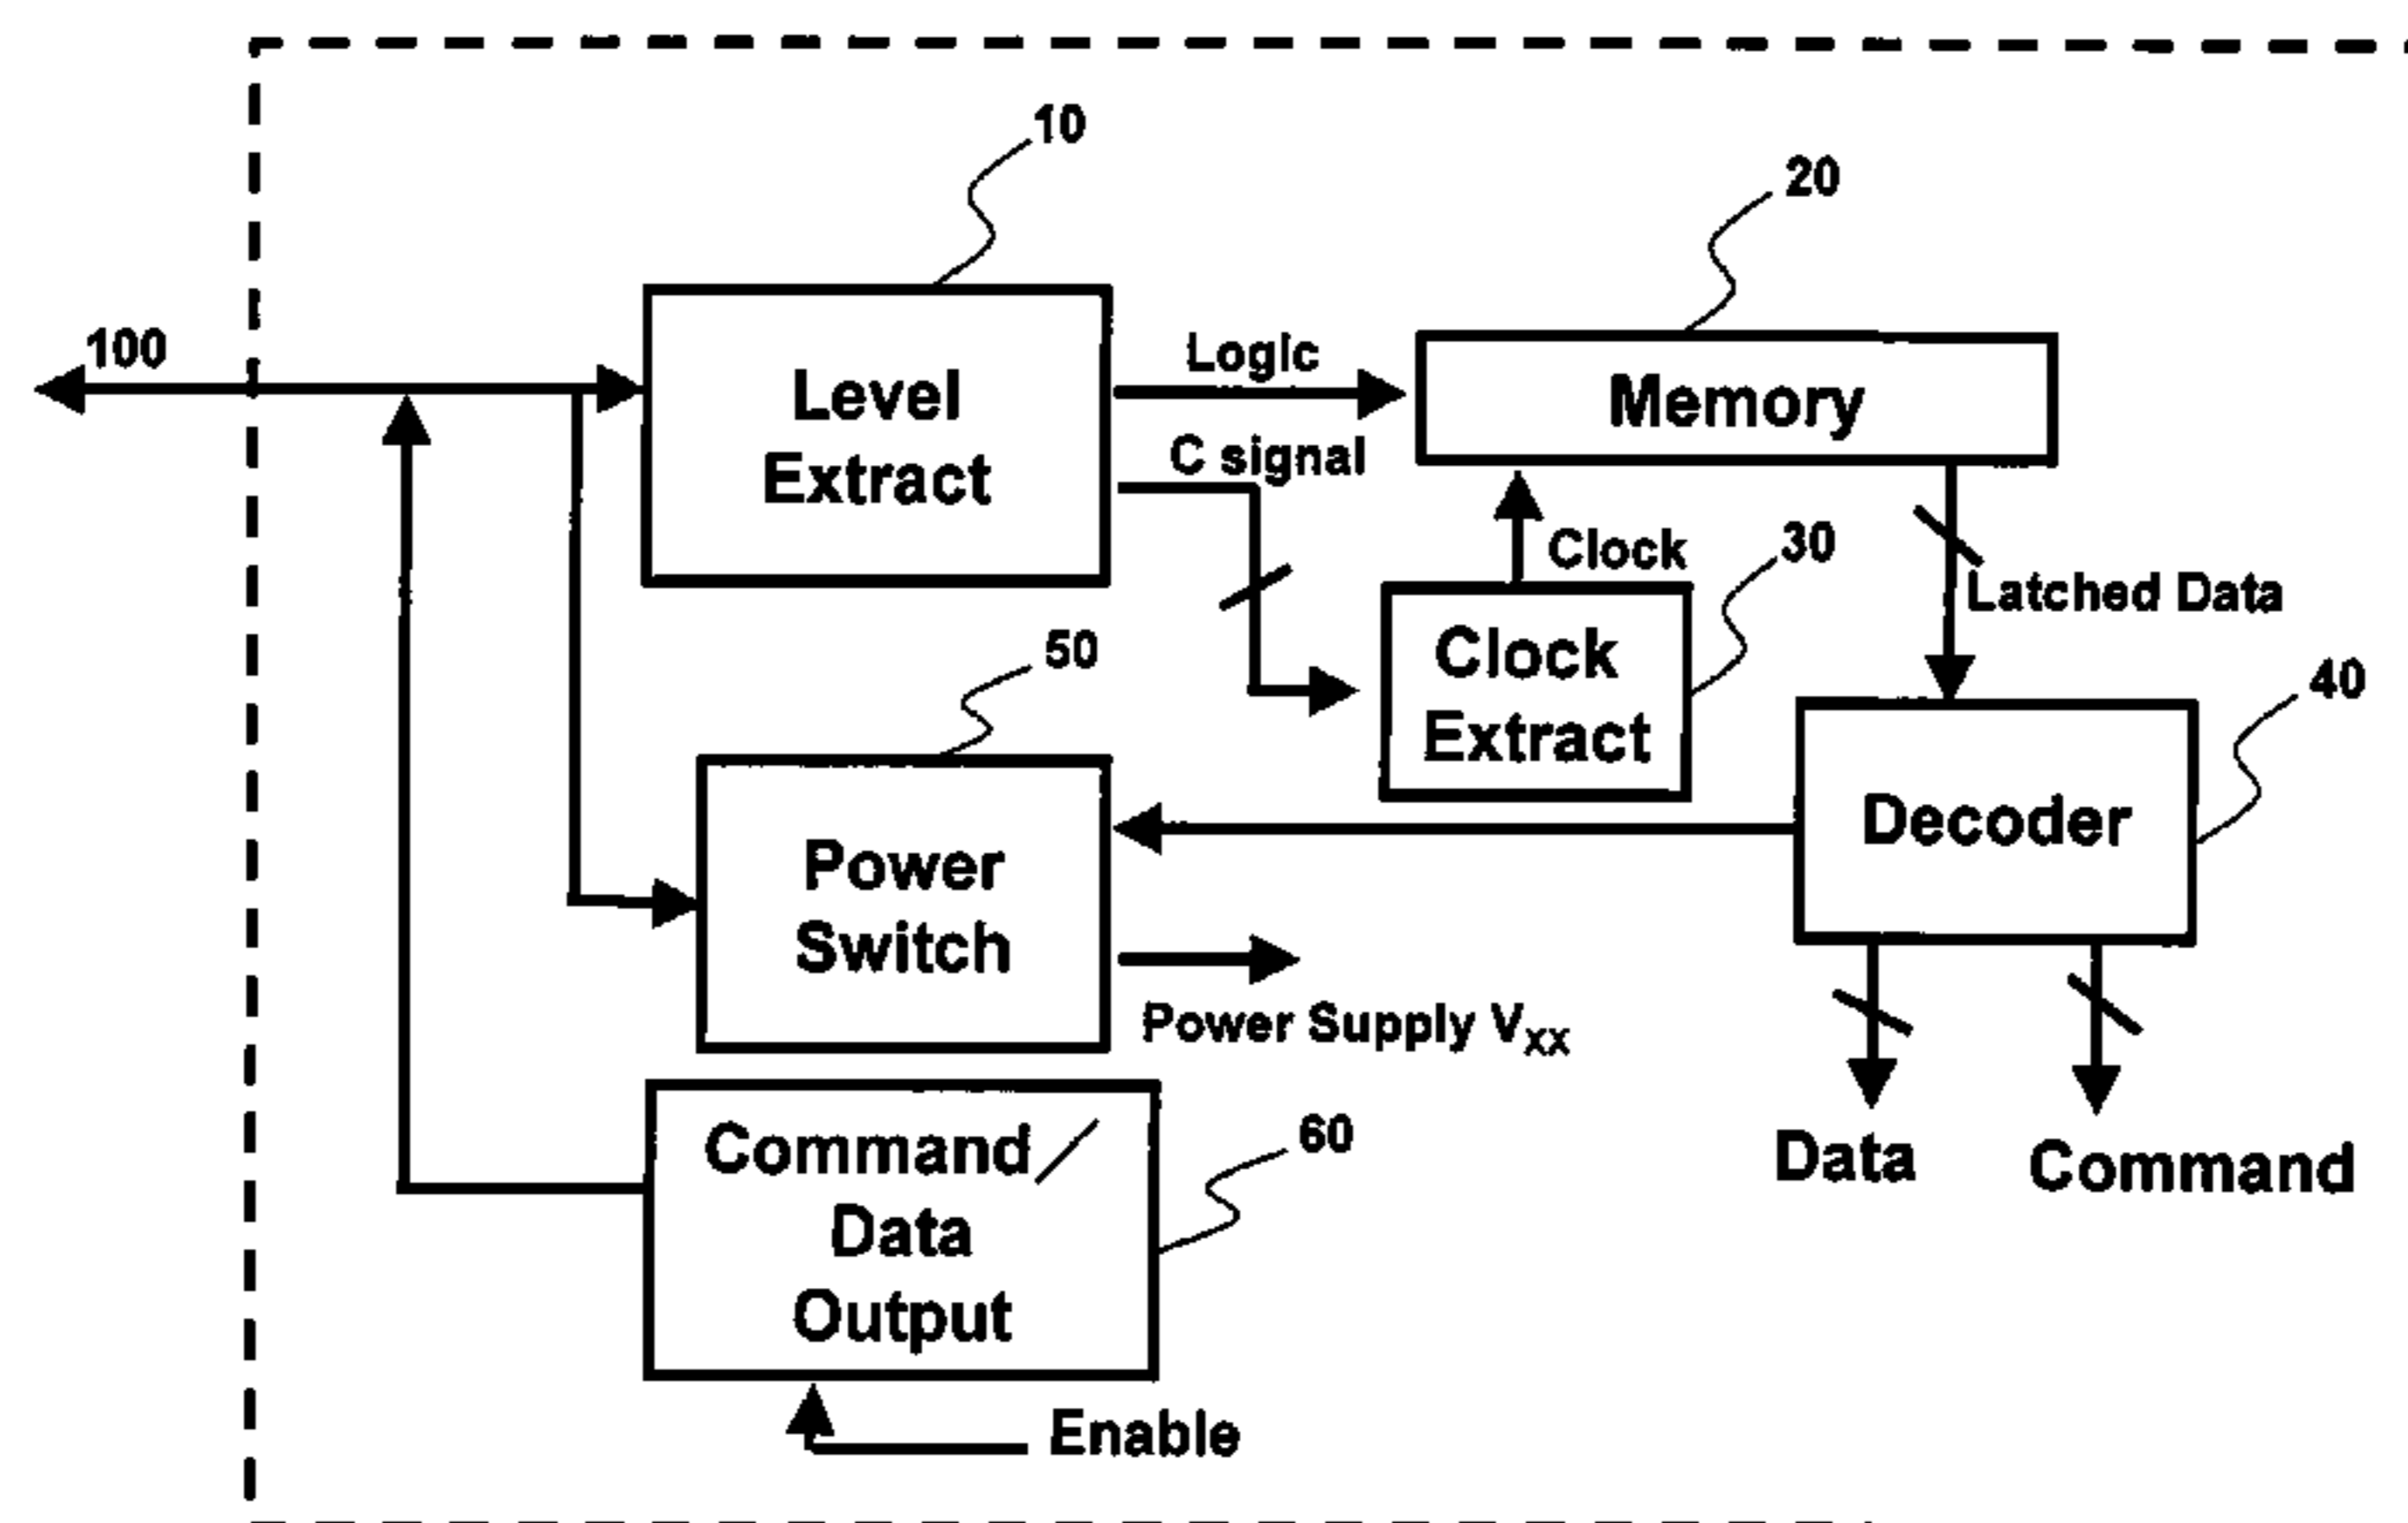 10
20
100
Level
Extract
Logic
C signal
Memory
Clock
30
Latched Data
Clock
Extract
50
40
Power
Switch
Decoder
Power Supply V_XX
Command/
Data
Output
60
Data
Command
Enable